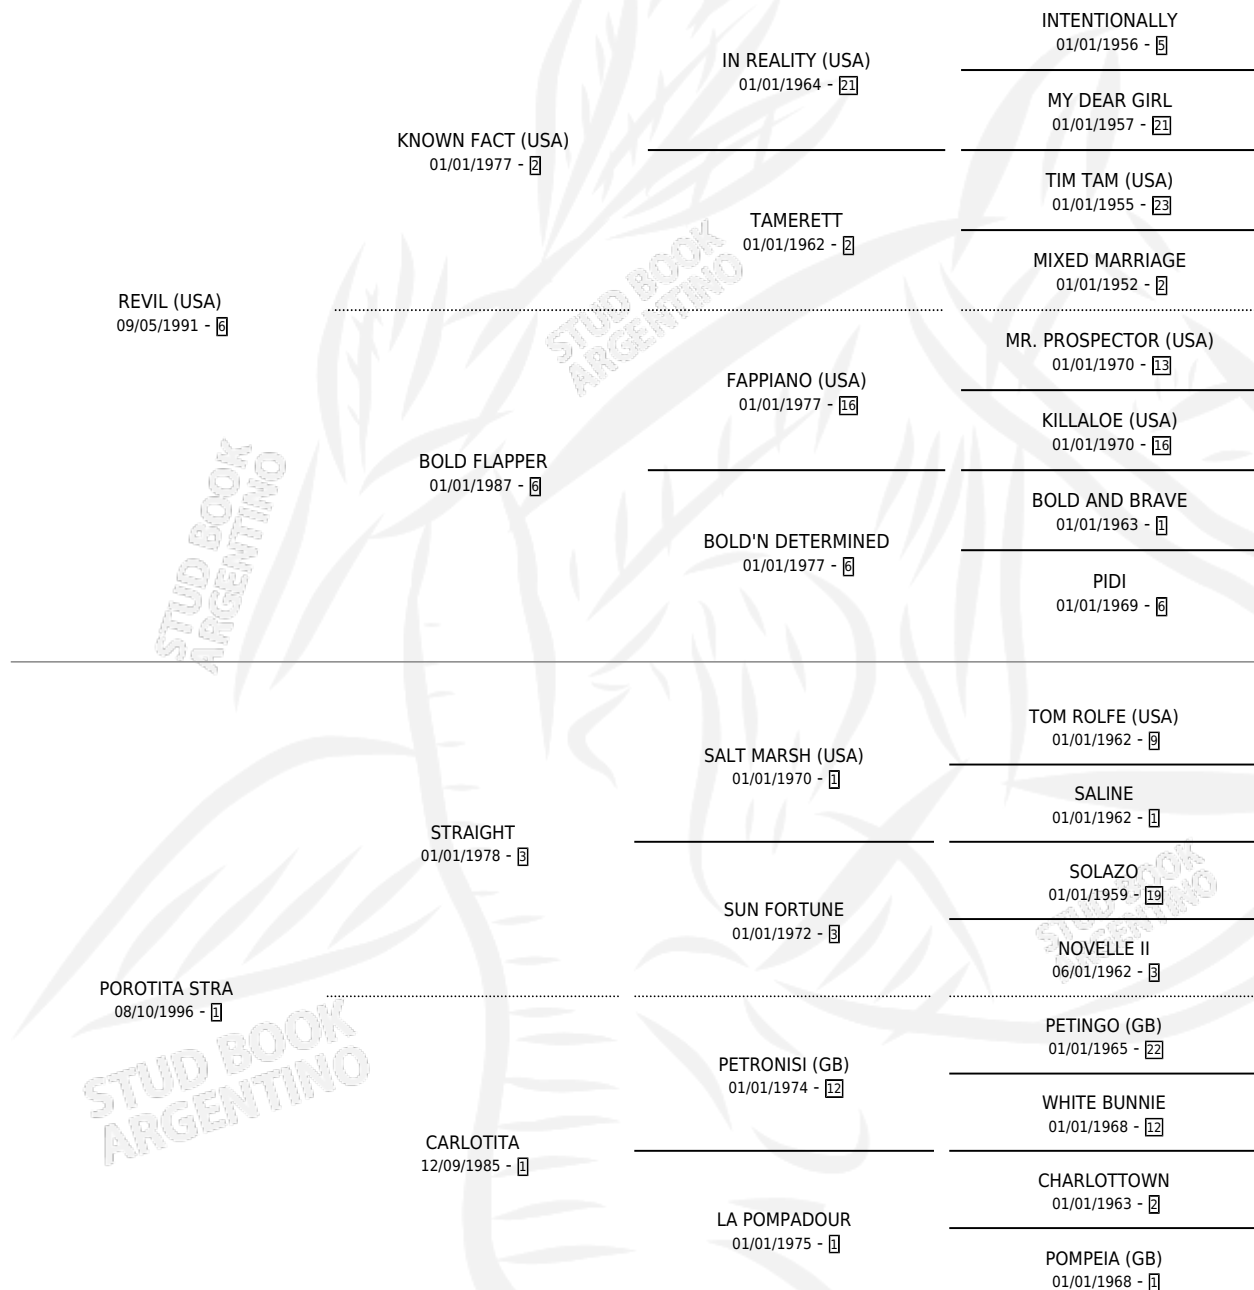 INTENTIONALLY
01/01/1956 - 5
IN REALITY (USA)
01/01/1964 - 21
MY DEAR GIRL
01/01/1957 - 21
KNOWN FACT (USA)
01/01/1977 - 2
TIM TAM (USA)
01/01/1955 - 23
TAMERETT
01/01/1962 - 2
MIXED MARRIAGE
01/01/1952 - 2
REVIL (USA)
09/05/1991 - 6
MR. PROSPECTOR (USA)
01/01/1970 - 13
FAPPIANO (USA)
01/01/1977 - 16
KILLALOE (USA)
01/01/1970 - 16
BOLD FLAPPER
01/01/1987 - 6
BOLD AND BRAVE
01/01/1963 - 1
BOLD'N DETERMINED
01/01/1977 - 6
PIDI
01/01/1969 - 6
TOM ROLFE (USA)
01/01/1962 - 9
SALT MARSH (USA)
01/01/1970 - 1
SALINE
01/01/1962 - 1
STRAIGHT
01/01/1978 - 3
SOLAZO
01/01/1959 - 19
SUN FORTUNE
01/01/1972 - 3
NOVELLE II
06/01/1962 - 3
POROTITA STRA
08/10/1996 - 1
PETINGO (GB)
01/01/1965 - 22
PETRONISI (GB)
01/01/1974 - 12
WHITE BUNNIE
01/01/1968 - 12
CARLOTITA
12/09/1985 - 1
CHARLOTTOWN
01/01/1963 - 2
LA POMPADOUR
01/01/1975 - 1
POMPEIA (GB)
01/01/1968 - 1
STUD BOOK
ARGENTINO
STUD BOOK
ARGENTINO
STUD BOOK
ARGENTINO
STUD BOOK
ARGENTINO